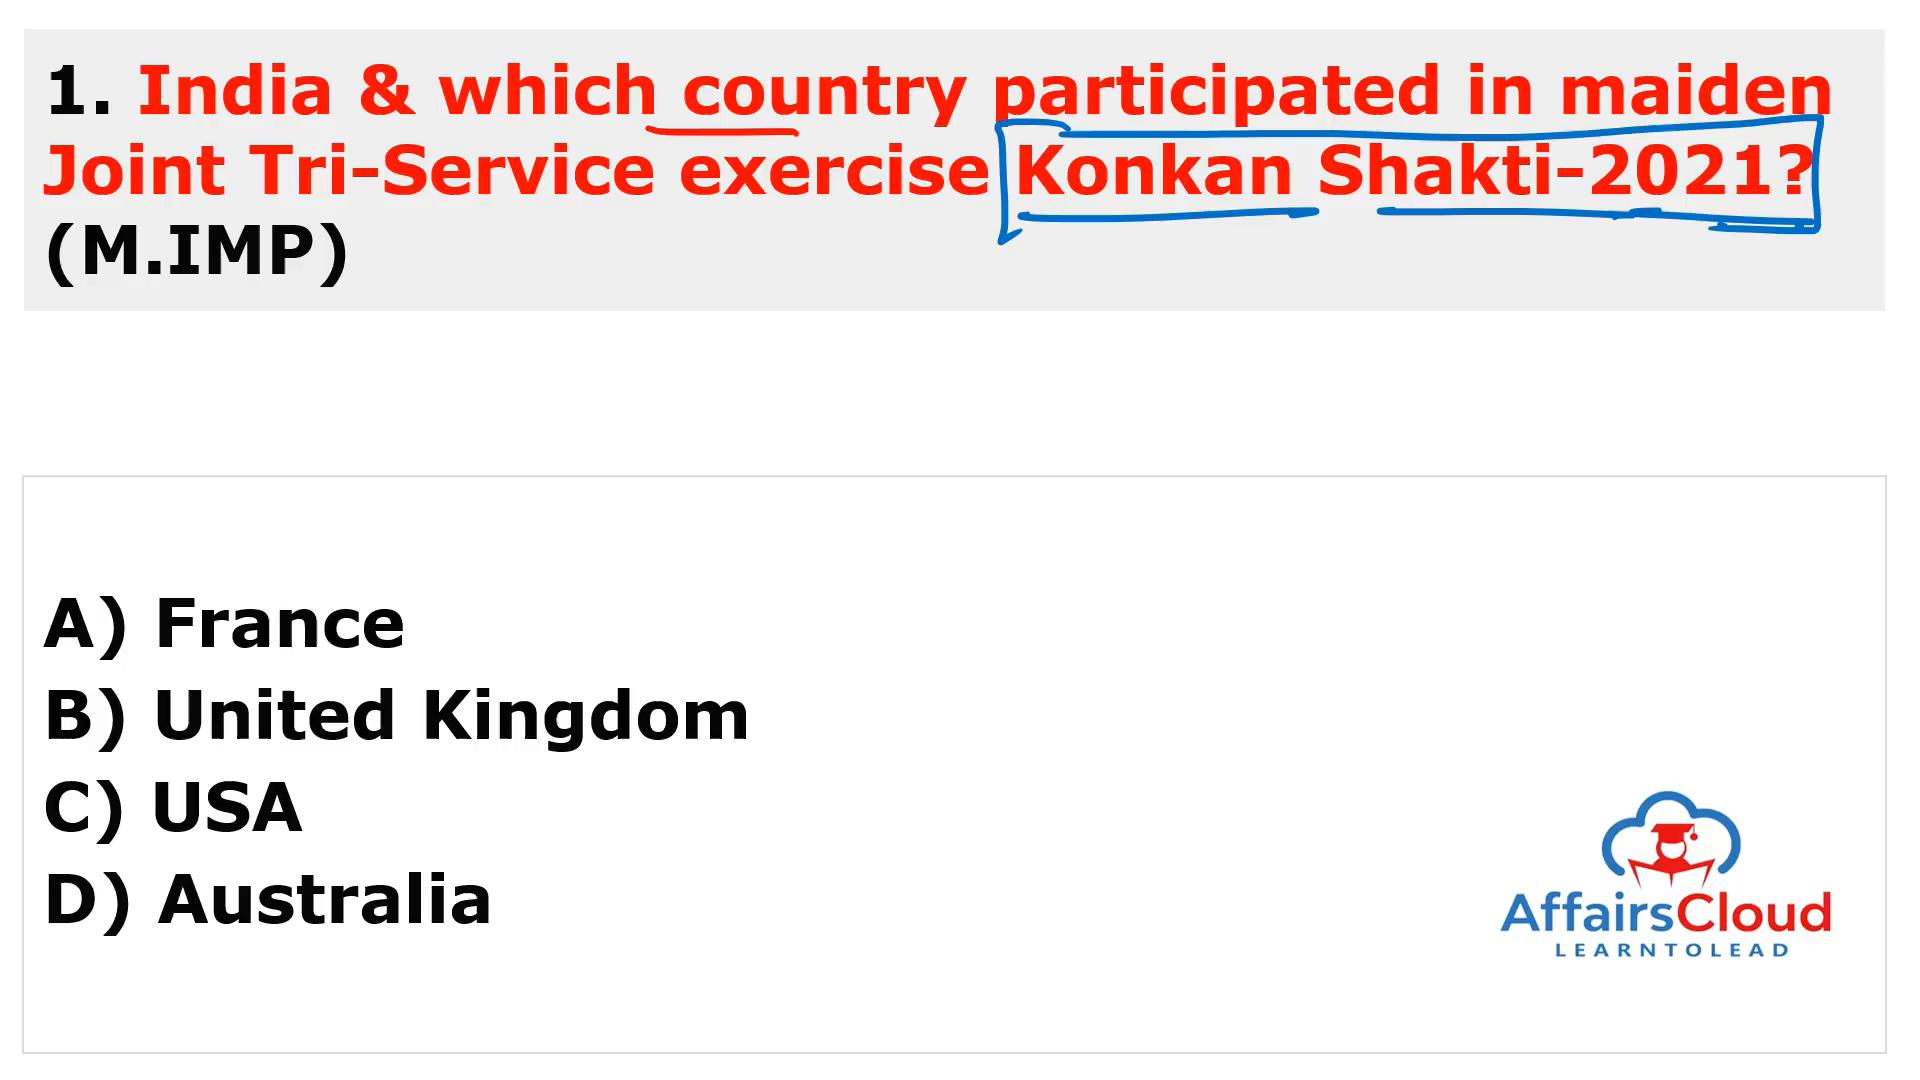 1. India & which country participated in maiden
Joint Tri-Service exercise Konkan Shakti-2021?
(M.IMP)
A) France
B) United Kingdom
C) USA
D) Australia
AffairsCloud
LEARNTOLEAD